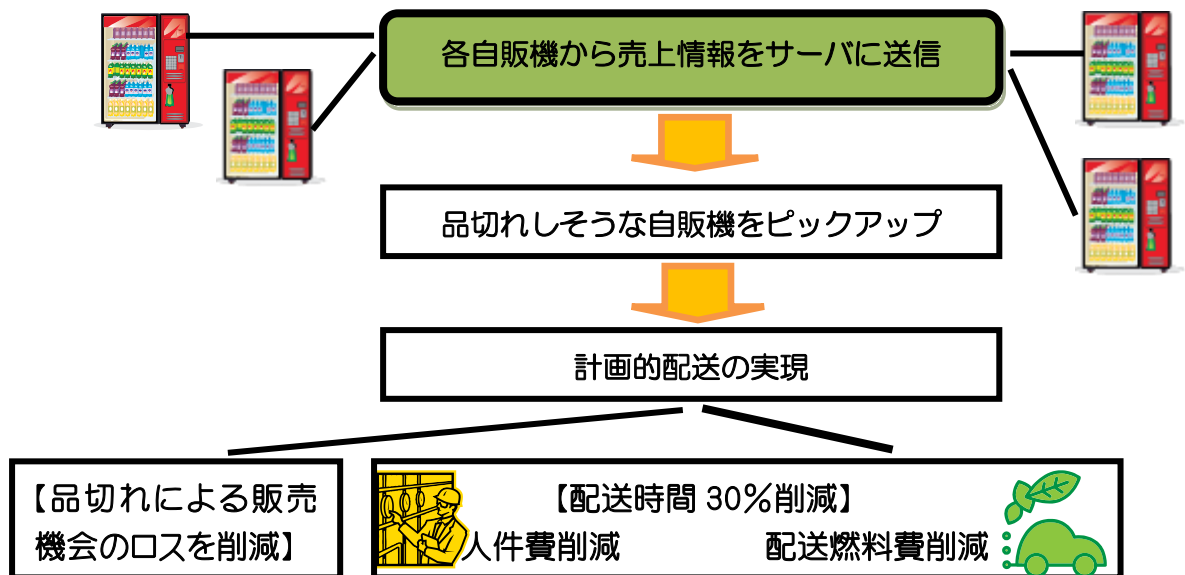 各自販機から売上情報をサーバに送信
品切れしそうな自販機をピックアップ
計画的配送の実現
【品切れによる販売
機会のロスを削減】
【配送時間 30％削減】
人件費削減 配送燃料費削減